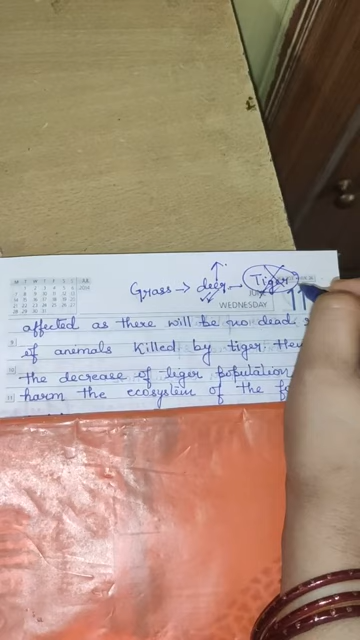 Grass → deer → Tiger
WEDNESDAY
affected as there will be no dead
of animals killed by tiger.
the decrease of tiger population
harm the ecosystem of the